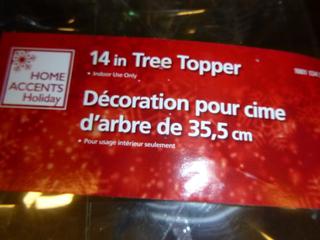 HOME
ACCENTS
Holiday
14 in Tree Topper
• Indoor Use Only
Décoration pour cime
d'arbre de 35,5 cm
• Pour usage intérieur seulement